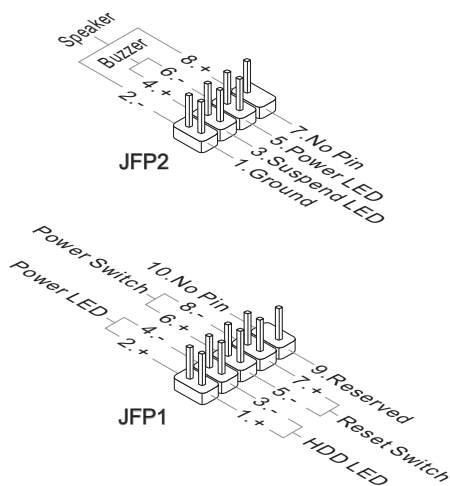 Speaker
Buzzer
8.+
6.-
4.+
2.-
7.No Pin
5.Power LED
3.Suspend LED
1.Ground
JFP2
Power Switch
Power LED
10.No Pin
8.-
6.+
4.-
2.+
9.Reserved
7.+
5.-
3.-
1.+
Reset Switch
HDD LED
JFP1